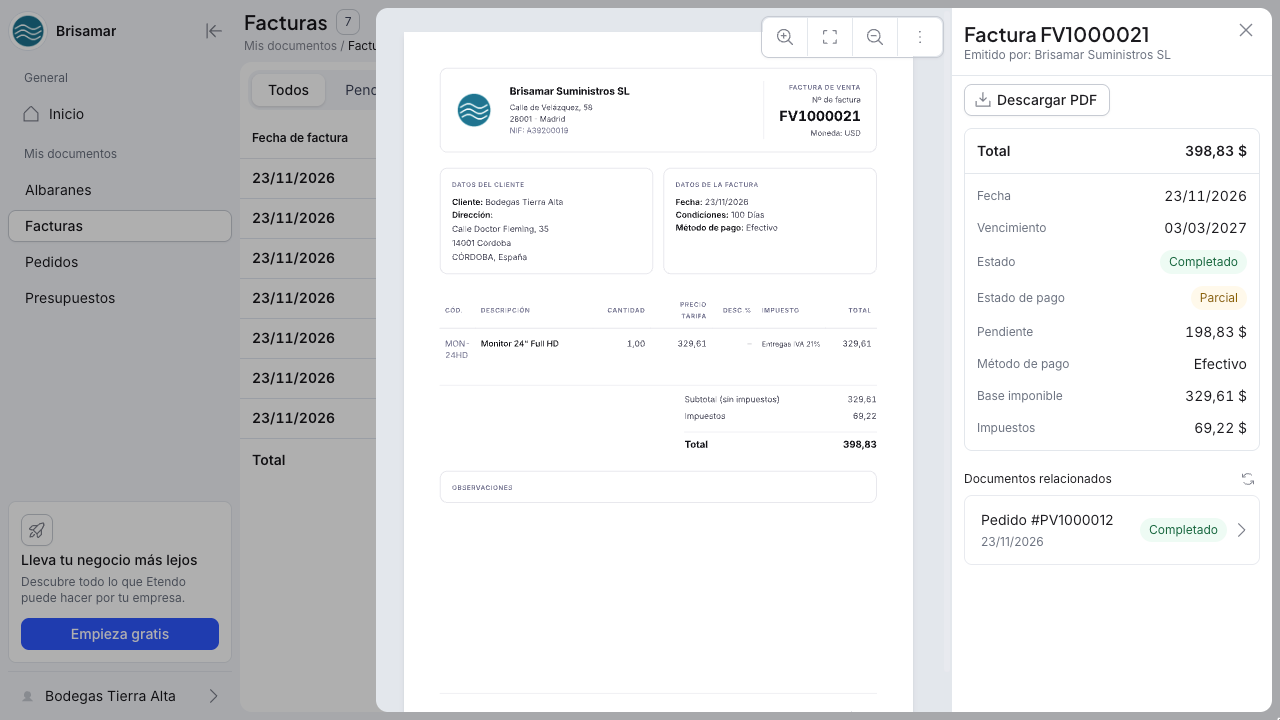 Brisamar
General
Inicio
Mis documentos
Albaranes
Facturas
Pedidos
Presupuestos
Lleva tu negocio más lejos
Descubre todo lo que Etendo
puede hacer por tu empresa.
Empieza gratis
Bodegas Tierra Alta
Facturas 7
Mis documentos / Factu
Todos Pend
Fecha de factura
23/11/2026
23/11/2026
23/11/2026
23/11/2026
23/11/2026
23/11/2026
23/11/2026
Total
Brisamar Suministros SL
Calle de Velázquez, 58
28001 · Madrid
NIF: A39200019
FACTURA DE VENTA
Nº de factura
FV1000021
Moneda: USD
DATOS DEL CLIENTE
Cliente: Bodegas Tierra Alta
Dirección:
Calle Doctor Fleming, 35
14001 Córdoba
CÓRDOBA, España
DATOS DE LA FACTURA
Fecha: 23/11/2026
Condiciones: 100 Días
Método de pago: Efectivo
CÓD. DESCRIPCIÓN CANTIDAD PRECIO TARIFA DESC % IMPUESTO TOTAL
MON-24HD Monitor 24" Full HD 1,00 329,61 – Entregas IVA 21% 329,61
Subtotal (sin impuestos) 329,61
Impuestos 69,22
Total 398,83
OBSERVACIONES
Factura FV1000021
Emitido por: Brisamar Suministros SL
Descargar PDF
Total 398,83 $
Fecha 23/11/2026
Vencimiento 03/03/2027
Estado Completado
Estado de pago Parcial
Pendiente 198,83 $
Método de pago Efectivo
Base imponible 329,61 $
Impuestos 69,22 $
Documentos relacionados
Pedido #PV1000012
23/11/2026
Completado